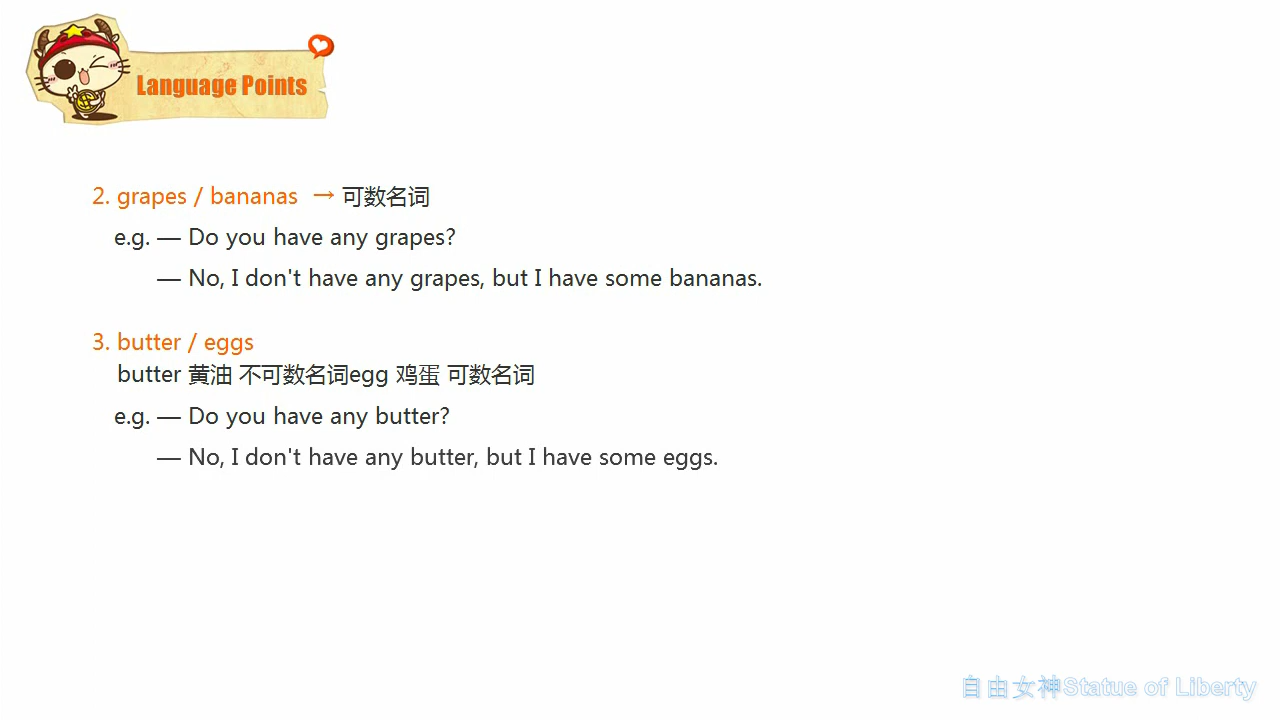 Language Points
2. grapes / bananas → 可数名词
e.g. — Do you have any grapes?
— No, I don't have any grapes, but I have some bananas.
3. butter / eggs
butter 黄油 不可数名词egg 鸡蛋 可数名词
e.g. — Do you have any butter?
— No, I don't have any butter, but I have some eggs.
自由女神Statue of Liberty